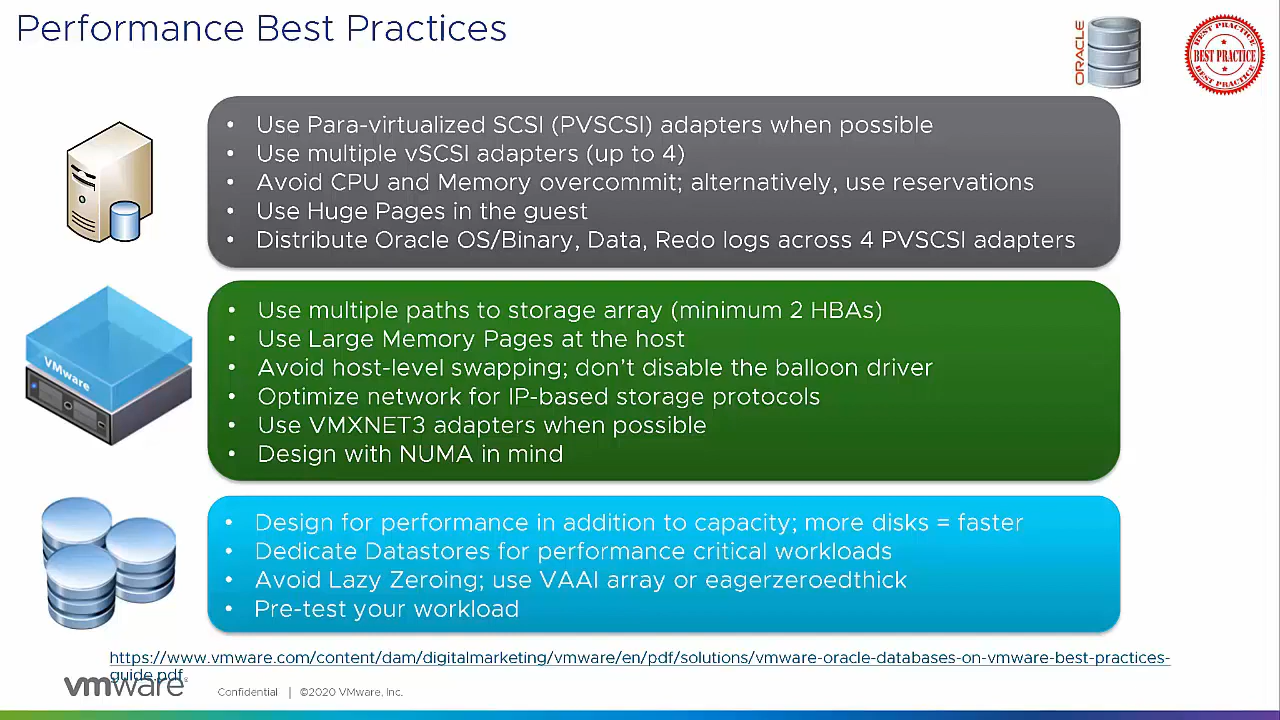 Performance Best Practices
ORACLE
BEST PRACTICE
BEST PRACTICE
BEST PRACTICE
• Use Para-virtualized SCSI (PVSCSI) adapters when possible
• Use multiple vSCSI adapters (up to 4)
• Avoid CPU and Memory overcommit; alternatively, use reservations
• Use Huge Pages in the guest
• Distribute Oracle OS/Binary, Data, Redo logs across 4 PVSCSI adapters
VMware
• Use multiple paths to storage array (minimum 2 HBAs)
• Use Large Memory Pages at the host
• Avoid host-level swapping; don’t disable the balloon driver
• Optimize network for IP-based storage protocols
• Use VMXNET3 adapters when possible
• Design with NUMA in mind
• Design for performance in addition to capacity; more disks = faster
• Dedicate Datastores for performance critical workloads
• Avoid Lazy Zeroing; use VAAI array or eagerzeroedthick
• Pre-test your workload
https://www.vmware.com/content/dam/digitalmarketing/vmware/en/pdf/solutions/vmware-oracle-databases-on-vmware-best-practices-
guide.pdf
vmware
Confidential | ©2020 VMware, Inc.